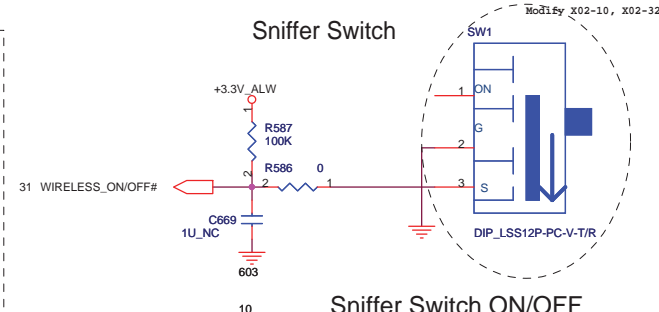 Modify X02-10, X02-32
Sniffer Switch
SW1
+3.3V_ALW
1
R587
100K
2
1
ON
G
2
R586 0
31 WIRELESS_ON/OFF#
2
1
3
S
C669
1U_NC
DIP_LSS12P-PC-V-T/R
603
10
Sniffer Switch ON/OFF